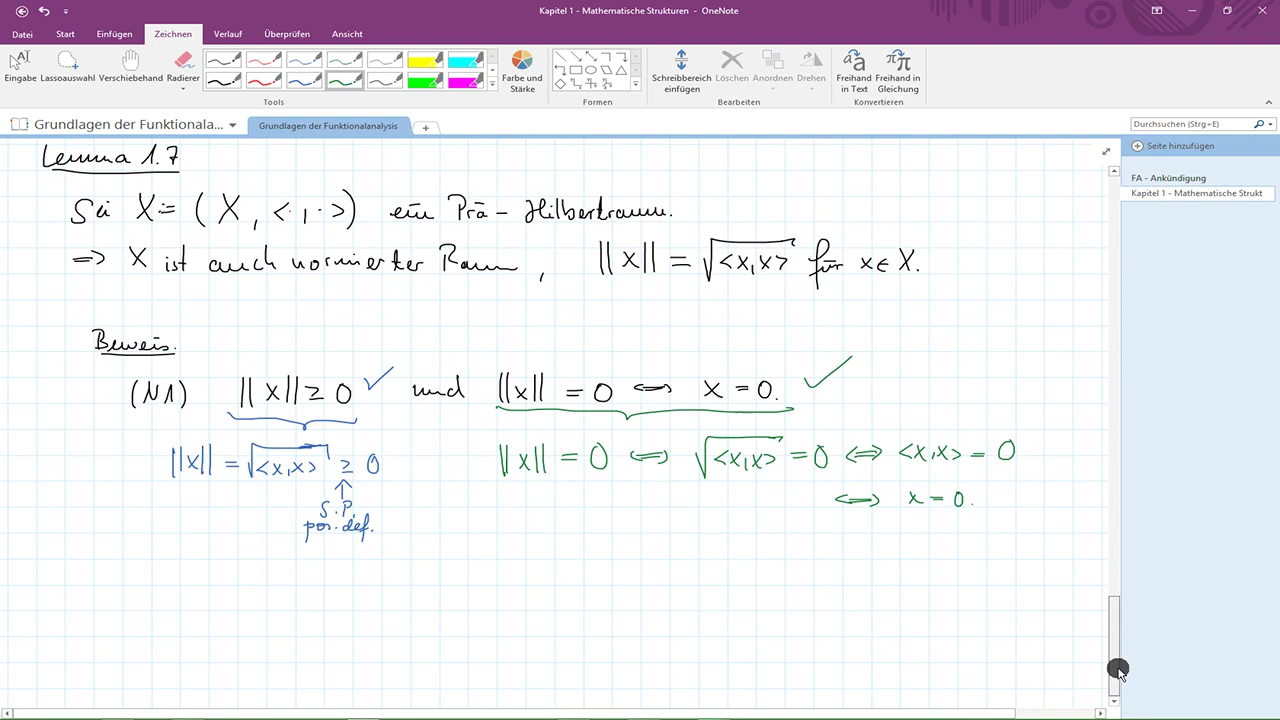 Kapitel 1 - Mathematische Strukturen - OneNote
Datei Start Einfügen Zeichnen Verlauf Überprüfen Ansicht
Eingabe Lassoauswahl Verschiebehand Radierer Farbe und Stärke Schreibbereich einfügen Löschen Anordnen Drehen Freihand in Text Freihand in Gleichung
Tools Formen Bearbeiten Konvertieren
Grundlagen der Funktionala... Grundlagen der Funktionalanalysis Durchsuchen (Strg+E)
Seite hinzufügen
FA - Ankündigung
Kapitel 1 - Mathematische Strukt
Lemma 1.7
Sei X = (X, <·,·>) ein Prä-Hilbertraum.
=> X ist auch normierter Raum, ||x|| = √<x,x> für x ∈ X.
Beweis.
(N1) ||x|| ≥ 0 ✓ und ||x|| = 0 <=> x = 0. ✓
||x|| = √<x,x> ≥ 0 ||x|| = 0 <=> √<x,x> = 0 <=> <x,x> = 0
↑ <=> x = 0.
S.P.
pos. def.